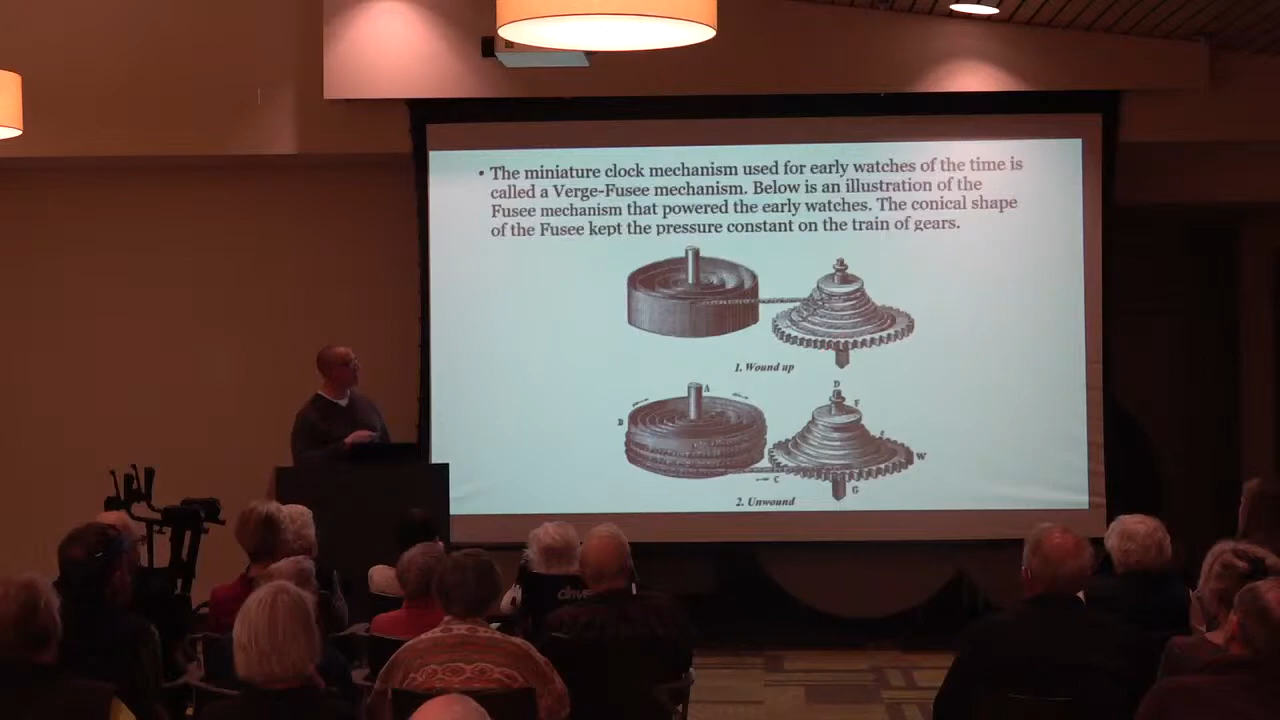 • The miniature clock mechanism used for early watches of the time is
called a Verge-Fusee mechanism. Below is an illustration of the
Fusee mechanism that powered the early watches. The conical shape
of the Fusee kept the pressure constant on the train of gears.
1. Wound up
D
A
F
B
W
C
G
2. Unwound
drive